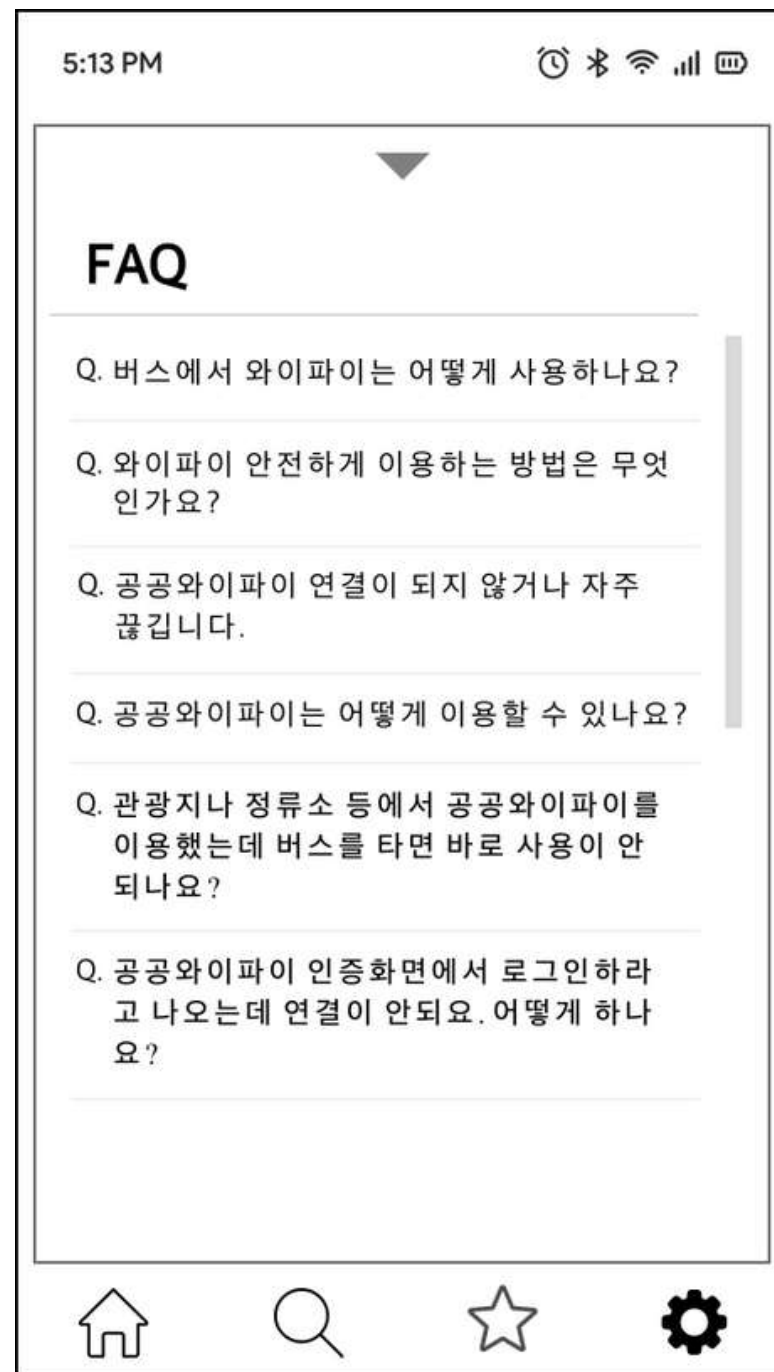 5:13 PM
FAQ
Q. 버스에서 와이파이는 어떻게 사용하나요?
Q. 와이파이 안전하게 이용하는 방법은 무엇
인가요?
Q. 공공와이파이 연결이 되지 않거나 자주
끊깁니다.
Q. 공공와이파이는 어떻게 이용할 수 있나요?
Q. 관광지나 정류소 등에서 공공와이파이를
이용했는데 버스를 타면 바로 사용이 안
되나요?
Q. 공공와이파이 인증화면에서 로그인하라
고 나오는데 연결이 안되요. 어떻게 하나
요?